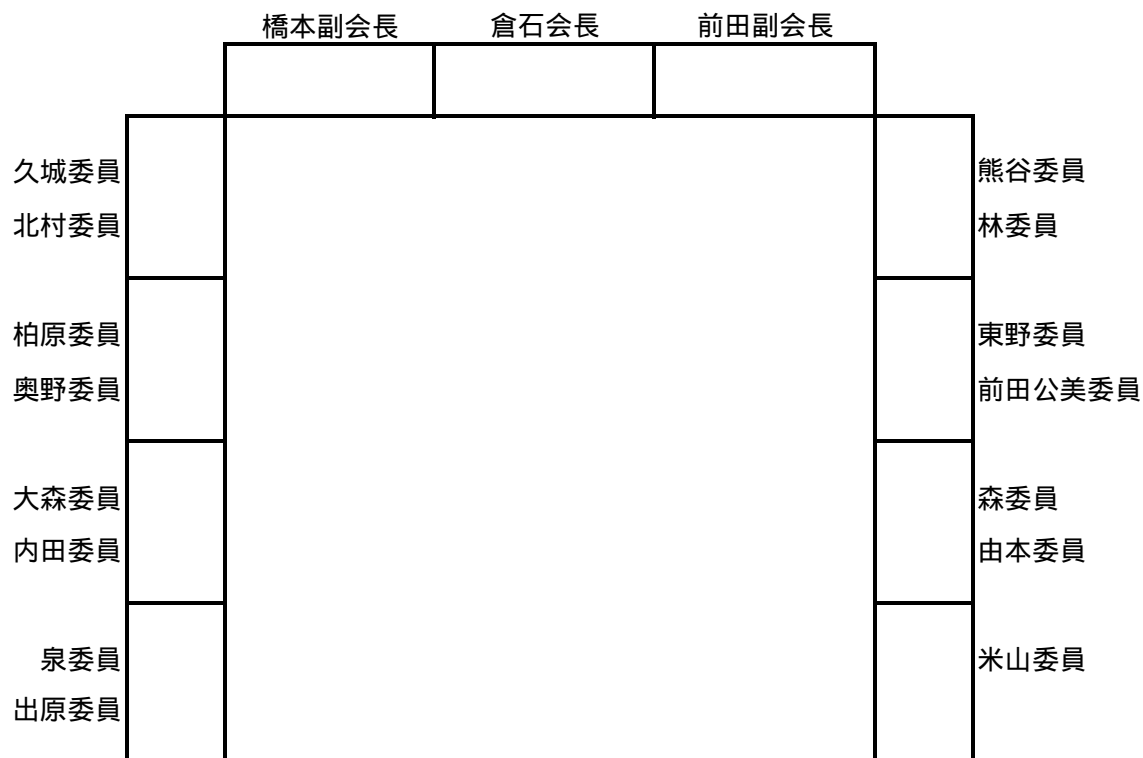 橋本副会長 倉石会長 前田副会長
久城委員
北村委員
柏原委員
奥野委員
大森委員
内田委員
泉委員
出原委員
熊谷委員
林委員
東野委員
前田公美委員
森委員
由本委員
米山委員